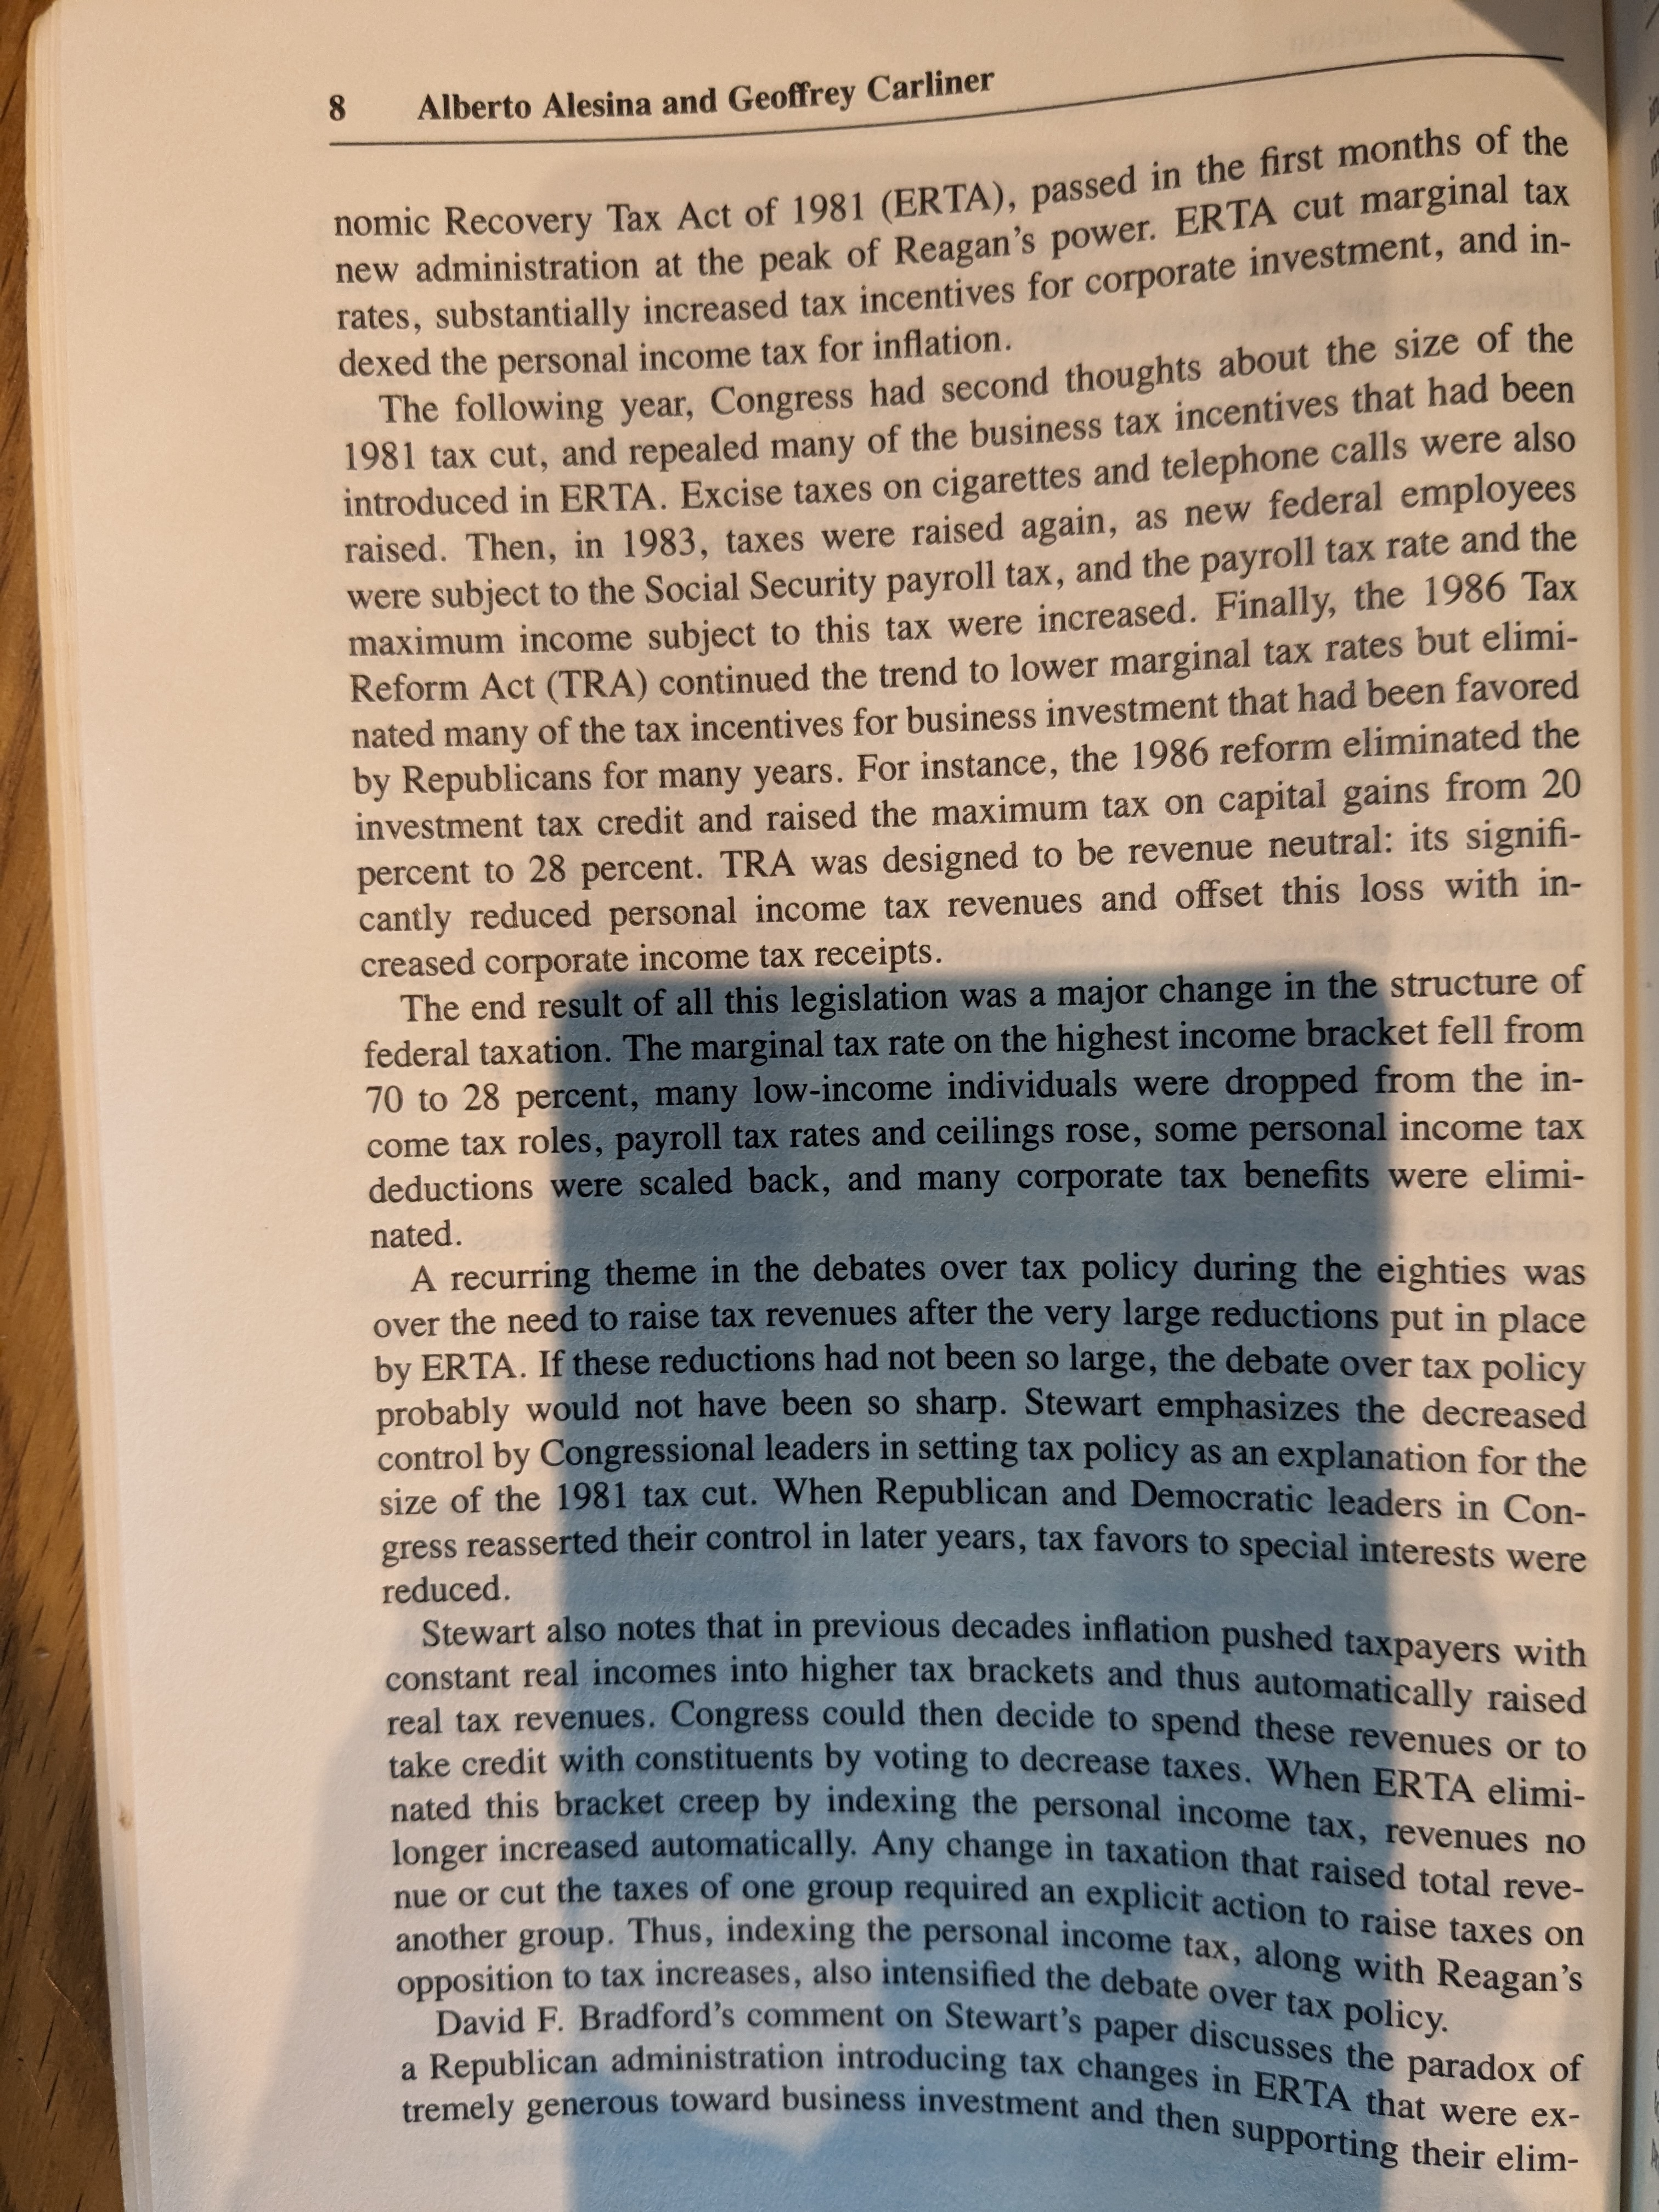 8 Alberto Alesina and Geoffrey Carliner
nomic Recovery Tax Act of 1981 (ERTA), passed in the first months of the
new administration at the peak of Reagan's power. ERTA cut marginal tax
rates, substantially increased tax incentives for corporate investment, and in-
dexed the personal income tax for inflation.
The following year, Congress had second thoughts about the size of the
1981 tax cut, and repealed many of the business tax incentives that had been
introduced in ERTA. Excise taxes on cigarettes and telephone calls were also
raised. Then, in 1983, taxes were raised again, as new federal employees
were subject to the Social Security payroll tax, and the payroll tax rate and the
maximum income subject to this tax were increased. Finally, the 1986 Tax
Reform Act (TRA) continued the trend to lower marginal tax rates but elimi-
nated many of the tax incentives for business investment that had been favored
by Republicans for many years. For instance, the 1986 reform eliminated the
investment tax credit and raised the maximum tax on capital gains from 20
percent to 28 percent. TRA was designed to be revenue neutral: its signifi-
cantly reduced personal income tax revenues and offset this loss with in-
creased corporate income tax receipts.
The end result of all this legislation was a major change in the structure of
federal taxation. The marginal tax rate on the highest income bracket fell from
70 to 28 percent, many low-income individuals were dropped from the in-
come tax roles, payroll tax rates and ceilings rose, some personal income tax
deductions were scaled back, and many corporate tax benefits were elimi-
nated.
A recurring theme in the debates over tax policy during the eighties was
over the need to raise tax revenues after the very large reductions put in place
by ERTA. If these reductions had not been so large, the debate over tax policy
probably would not have been so sharp. Stewart emphasizes the decreased
control by Congressional leaders in setting tax policy as an explanation for the
size of the 1981 tax cut. When Republican and Democratic leaders in Con-
gress reasserted their control in later years, tax favors to special interests were
reduced.
Stewart also notes that in previous decades inflation pushed taxpayers with
constant real incomes into higher tax brackets and thus automatically raised
real tax revenues. Congress could then decide to spend these revenues or to
take credit with constituents by voting to decrease taxes. When ERTA elimi-
nated this bracket creep by indexing the personal income tax, revenues no
longer increased automatically. Any change in taxation that raised total reve-
nue or cut the taxes of one group required an explicit action to raise taxes on
another group. Thus, indexing the personal income tax, along with Reagan's
opposition to tax increases, also intensified the debate over tax policy.
David F. Bradford's comment on Stewart's paper discusses the paradox of
a Republican administration introducing tax changes in ERTA that were ex-
tremely generous toward business investment and then supporting their elim-